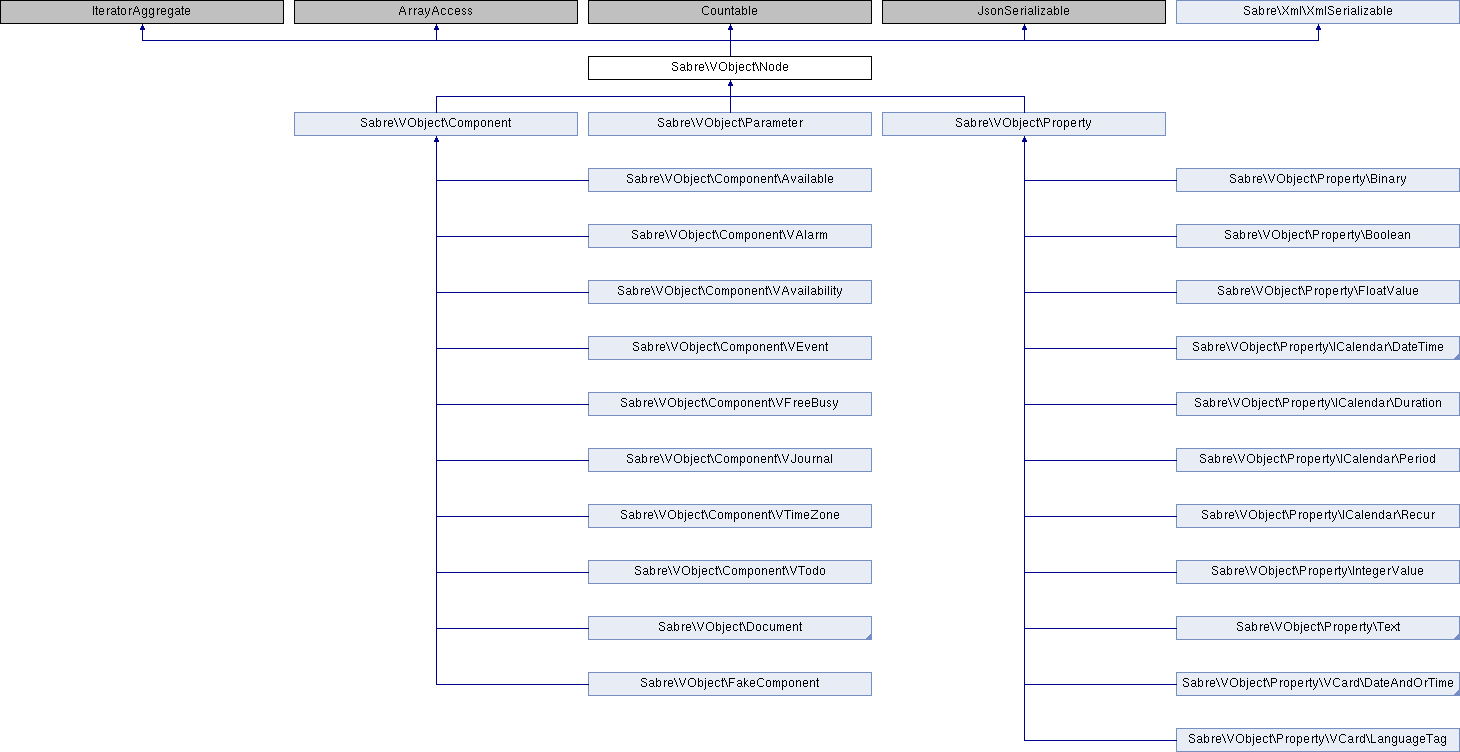 IteratorAggregate
ArrayAccess
Countable
JsonSerializable
Sabre\Xml\XmlSerializable
Sabre\VObject\Node
Sabre\VObject\Component
Sabre\VObject\Parameter
Sabre\VObject\Property
Sabre\VObject\Component\Available
Sabre\VObject\Property\Binary
Sabre\VObject\Component\VAlarm
Sabre\VObject\Property\Boolean
Sabre\VObject\Component\VAvailability
Sabre\VObject\Property\FloatValue
Sabre\VObject\Component\VEvent
Sabre\VObject\Property\ICalendar\DateTime
Sabre\VObject\Component\VFreeBusy
Sabre\VObject\Property\ICalendar\Duration
Sabre\VObject\Component\VJournal
Sabre\VObject\Property\ICalendar\Period
Sabre\VObject\Component\VTimeZone
Sabre\VObject\Property\ICalendar\Recur
Sabre\VObject\Component\VTodo
Sabre\VObject\Property\IntegerValue
Sabre\VObject\Document
Sabre\VObject\Property\Text
Sabre\VObject\FakeComponent
Sabre\VObject\Property\VCard\DateAndOrTime
Sabre\VObject\Property\VCard\LanguageTag